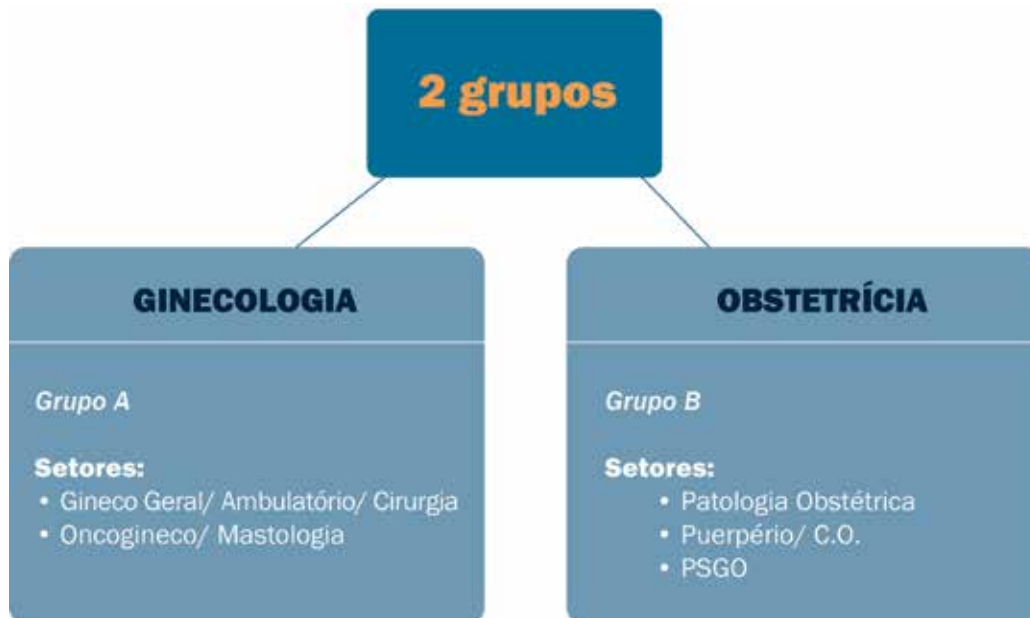 2 grupos
GINECOLOGIA
Grupo A
Setores:
• Gineco Geral/ Ambulatório/ Cirurgia
• Oncogineco/ Mastologia
OBSTETRÍCIA
Grupo B
Setores:
• Patologia Obstétrica
• Puerpério/ C.O.
• PSGO